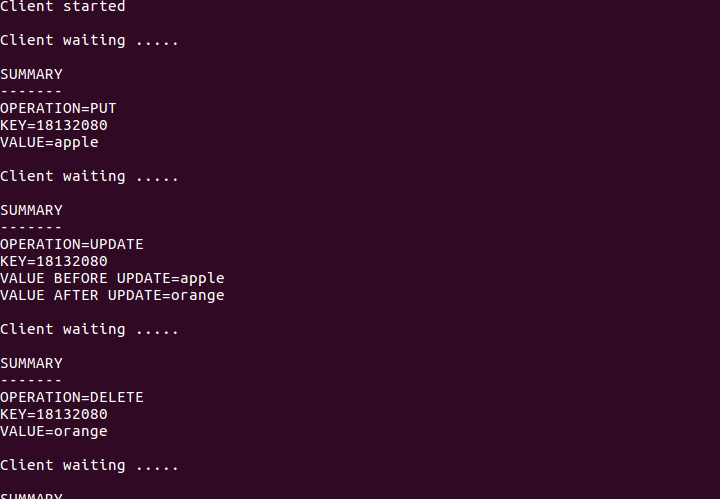 Client started
Client waiting .....
SUMMARY
-------
OPERATION=PUT
KEY=18132080
VALUE=apple
Client waiting .....
SUMMARY
-------
OPERATION=UPDATE
KEY=18132080
VALUE BEFORE UPDATE=apple
VALUE AFTER UPDATE=orange
Client waiting .....
SUMMARY
-------
OPERATION=DELETE
KEY=18132080
VALUE=orange
Client waiting .....
SUMMARY